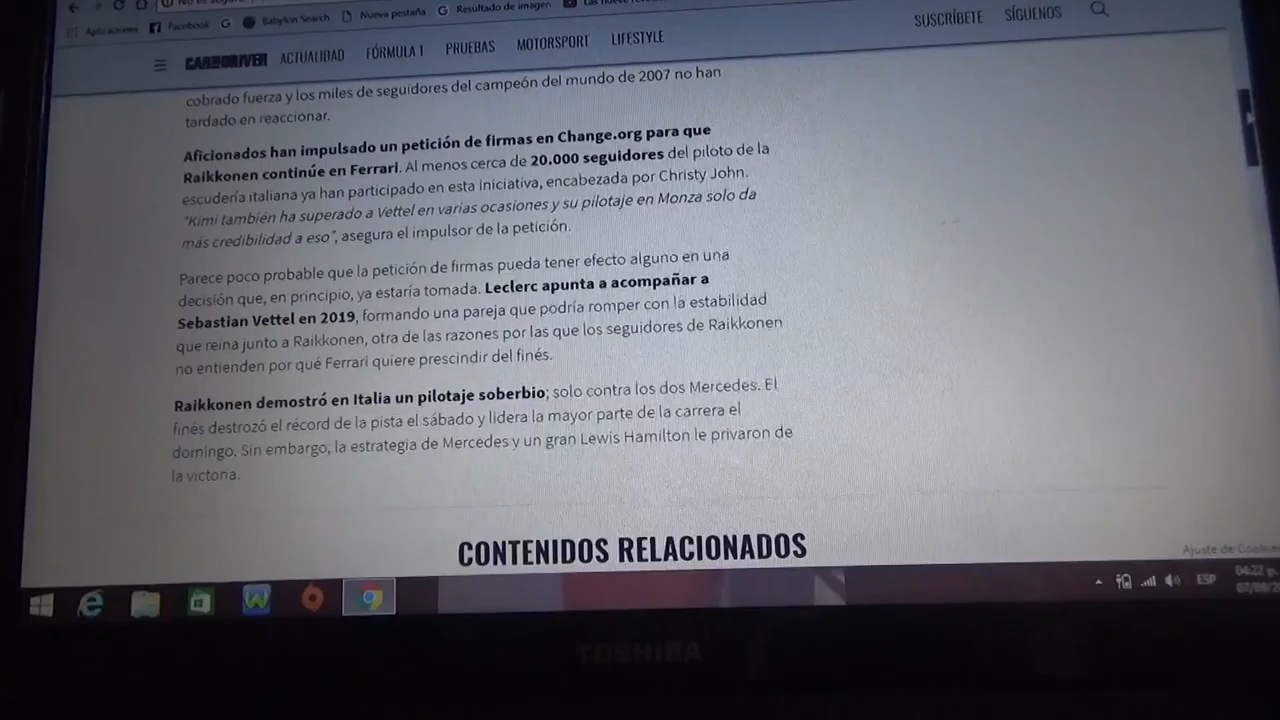 Aplicaciones Facebook G Babylon Search Nueva pestaña Resultado de imagen
SUSCRÍBETE SÍGUENOS
CAR and DRIVER ACTUALIDAD FÓRMULA 1 PRUEBAS MOTORSPORT LIFESTYLE
cobrado fuerza y los miles de seguidores del campeón del mundo de 2007 no han
tardado en reaccionar.
Aficionados han impulsado un petición de firmas en Change.org para que
Raikkonen continúe en Ferrari. Al menos cerca de 20.000 seguidores del piloto de la
escudería italiana ya han participado en esta iniciativa, encabezada por Christy John.
"Kimi también ha superado a Vettel en varias ocasiones y su pilotaje en Monza solo da
más credibilidad a eso", asegura el impulsor de la petición.
Parece poco probable que la petición de firmas pueda tener efecto alguno en una
decisión que, en principio, ya estaría tomada. Leclerc apunta a acompañar a
Sebastian Vettel en 2019, formando una pareja que podría romper con la estabilidad
que reina junto a Raikkonen, otra de las razones por las que los seguidores de Raikkonen
no entienden por qué Ferrari quiere prescindir del finés.
Raikkonen demostró en Italia un pilotaje soberbio; solo contra los dos Mercedes. El
finés destrozó el récord de la pista el sábado y lidera la mayor parte de la carrera el
domingo. Sin embargo, la estrategia de Mercedes y un gran Lewis Hamilton le privaron de
la victoria.
CONTENIDOS RELACIONADOS
Ajuste de
ESP
04:22 p.
TOSHIBA